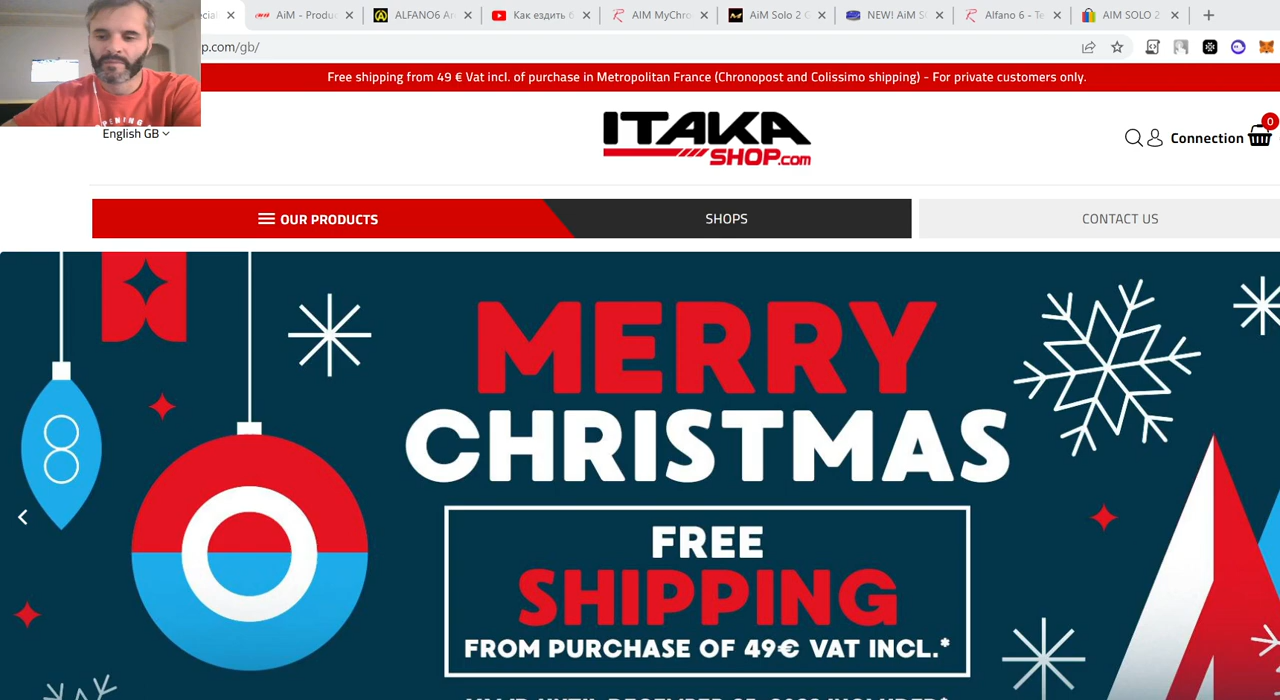 ecial
AiM - Produ
ALFANO6 A
Как ездить б
AIM MyChro
AiM Solo 2 G
NEW! AiM S
Alfano 6 - Te
AIM SOLO 2
p.com/gb/
Free shipping from 49 € Vat incl. of purchase in Metropolitan France (Chronopost and Colissimo shipping) - For private customers only.
English GB
ITAKA
SHOP.com
Connection
0
OUR PRODUCTS
SHOPS
CONTACT US
MERRY
CHRISTMAS
FREE
SHIPPING
FROM PURCHASE OF 49€ VAT INCL.*